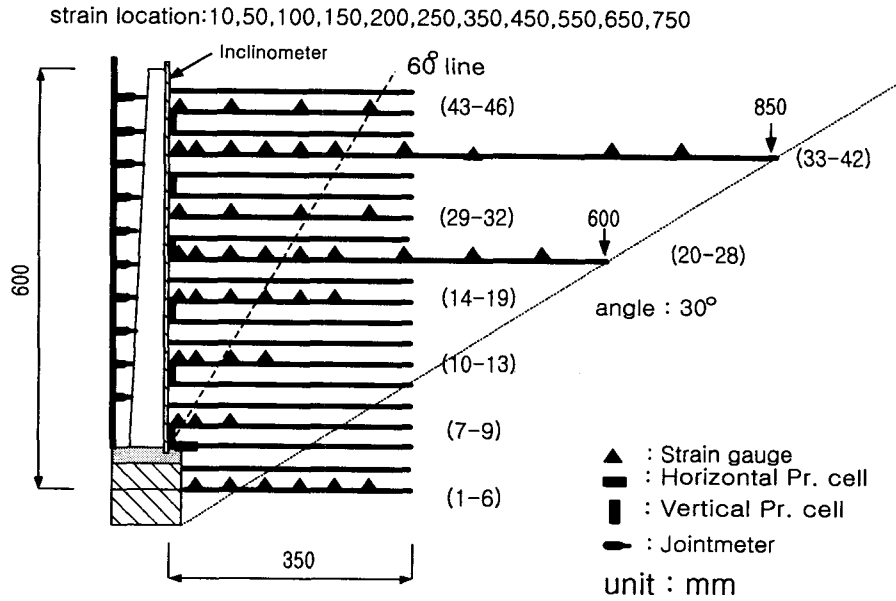 strain location:10,50,100,150,200,250,350,450,550,650,750
Inclinometer
60° line
(43-46)
850
(33-42)
(29-32)
600
(20-28)
600
(14-19)
angle : 30°
(10-13)
(7-9)
(1-6)
: Strain gauge
: Horizontal Pr. cell
: Vertical Pr. cell
: Jointmeter
350
unit : mm